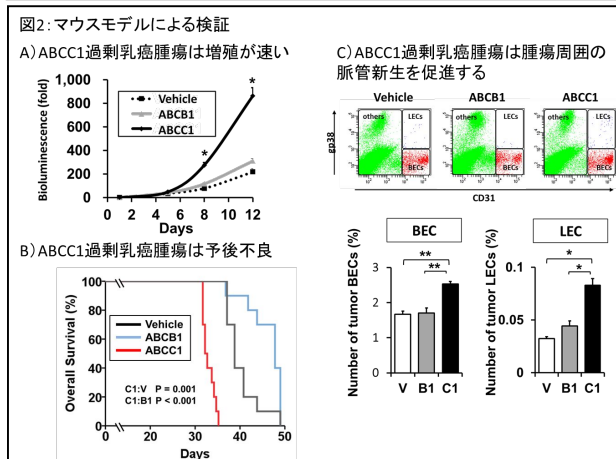 図2：マウスモデルによる検証
A）ABCC1過剰乳癌腫瘍は増殖が速い
Bioluminescence (fold)
1,000
800
600
400
200
0
Vehicle
ABCB1
ABCC1
*
*
0 2 4 6 8 10 12
Days
B）ABCC1過剰乳癌腫瘍は予後不良
Overall Survival (%)
100
80
60
40
20
0
Vehicle
ABCB1
ABCC1
C1:V P = 0.001
C1:B1 P < 0.001
0 20 30 40 50
Days
C）ABCC1過剰乳癌腫瘍は腫瘍周囲の
脈管新生を促進する
Vehicle ABCB1 ABCC1
gp38
others LECs others LECs others LECs
BECs BECs BECs
CD31
BEC
Number of tumor BECs (%)
3
2
1
0
**
**
V B1 C1
LEC
Number of tumor LECs (%)
0.1
0.05
0
*
*
V B1 C1